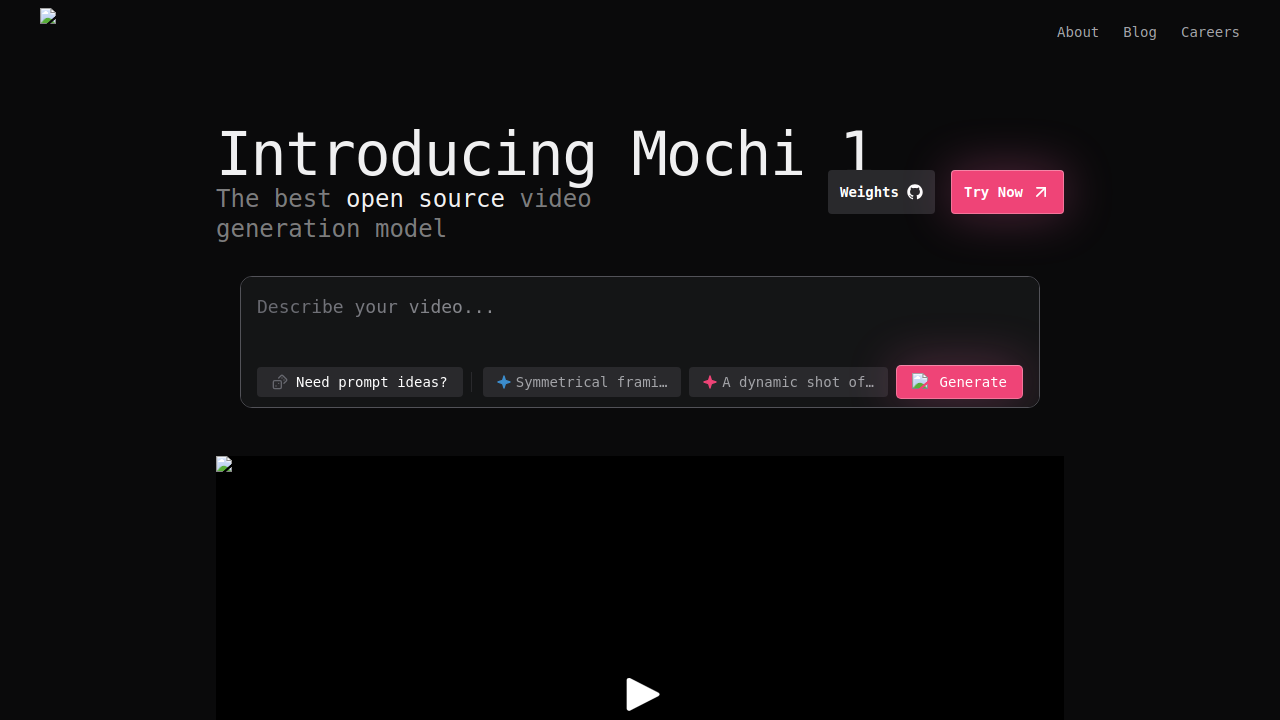 About Blog Careers
Introducing Mochi 1
The best open source video
generation model
Weights
Try Now
Describe your video...
Need prompt ideas?
Symmetrical frami…
A dynamic shot of…
Generate